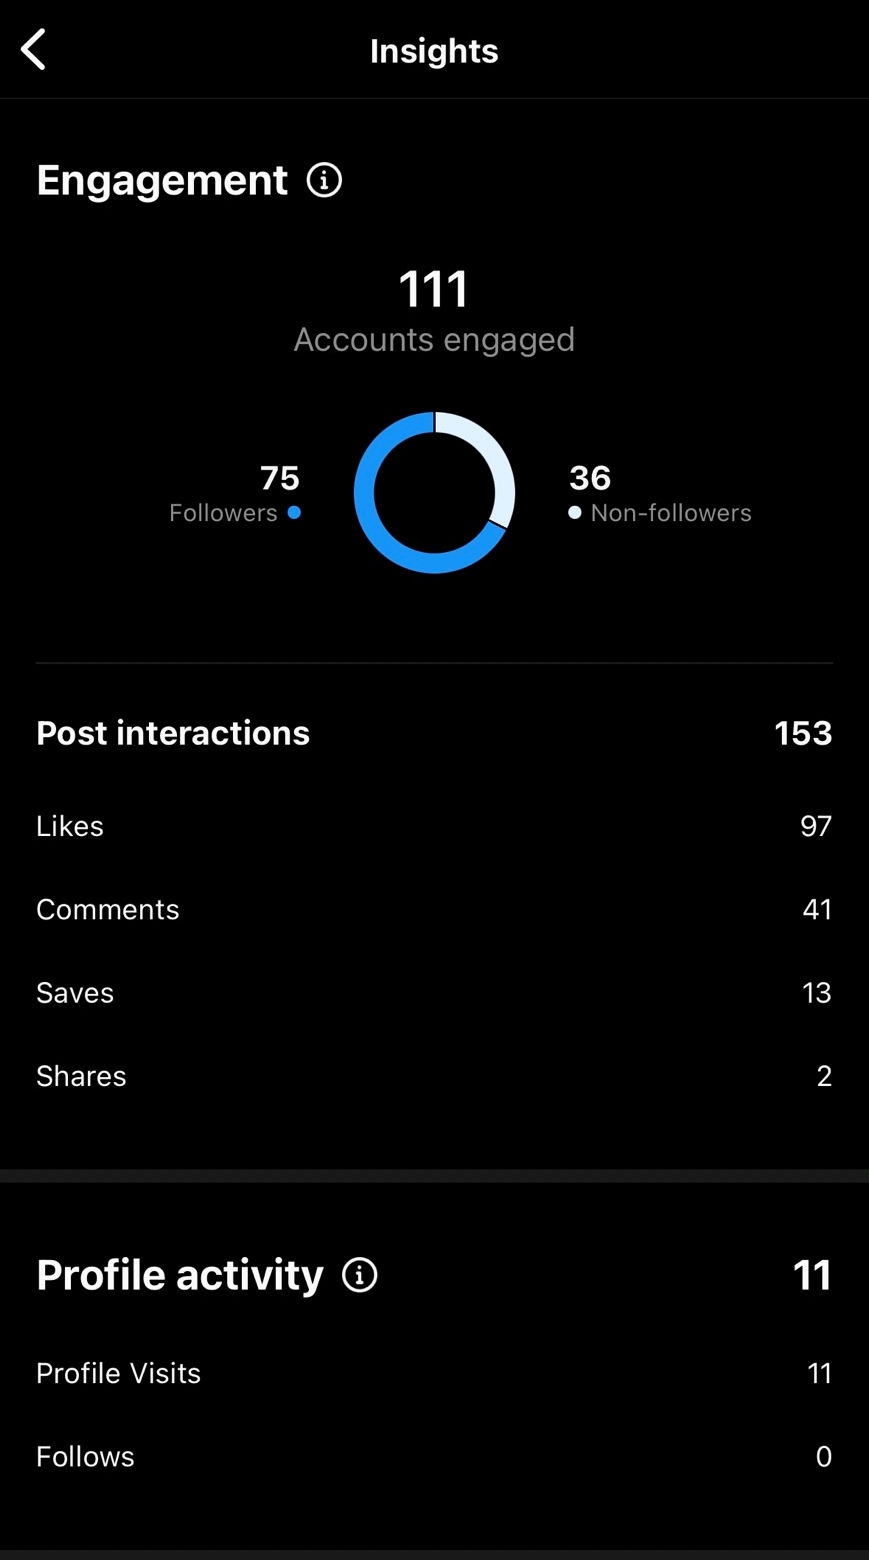 Insights
Engagement
111
Accounts engaged
75
Followers
36
Non-followers
Post interactions 153
Likes 97
Comments 41
Saves 13
Shares 2
Profile activity 11
Profile Visits 11
Follows 0